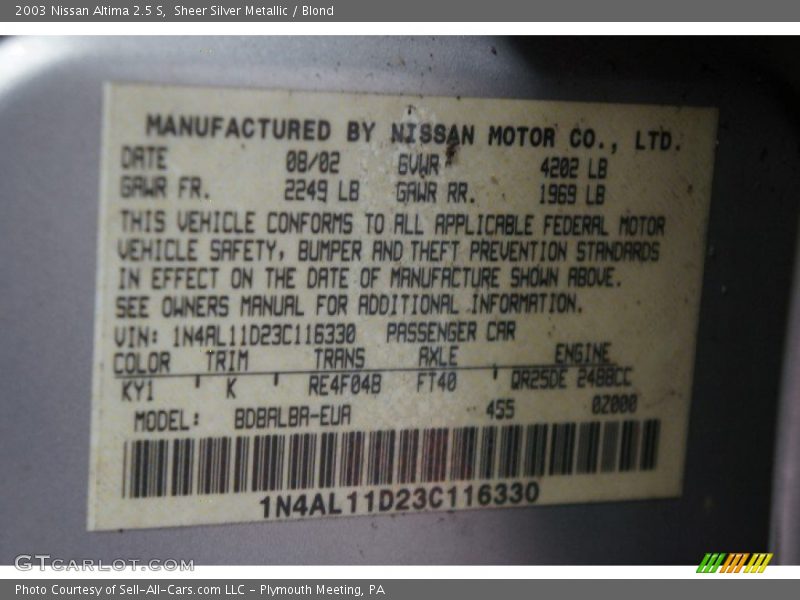 2003 Nissan Altima 2.5 S, Sheer Silver Metallic / Blond
MANUFACTURED BY NISSAN MOTOR CO., LTD.
DATE 08/02 GVWR 4202 LB
GAWR FR. 2249 LB GAWR RR. 1969 LB
THIS VEHICLE CONFORMS TO ALL APPLICABLE FEDERAL MOTOR
VEHICLE SAFETY, BUMPER AND THEFT PREVENTION STANDARDS
IN EFFECT ON THE DATE OF MANUFACTURE SHOWN ABOVE.
SEE OWNERS MANUAL FOR ADDITIONAL INFORMATION.
VIN: 1N4AL11D23C116330 PASSENGER CAR
COLOR TRIM TRANS AXLE ENGINE
KY1 K RE4F04B FT40 QR25DE 2488CC
MODEL: BDBALBA-EUA 455 0Z000
1N4AL11D23C116330
GTCARLOT.COM
Photo Courtesy of Sell-All-Cars.com LLC - Plymouth Meeting, PA